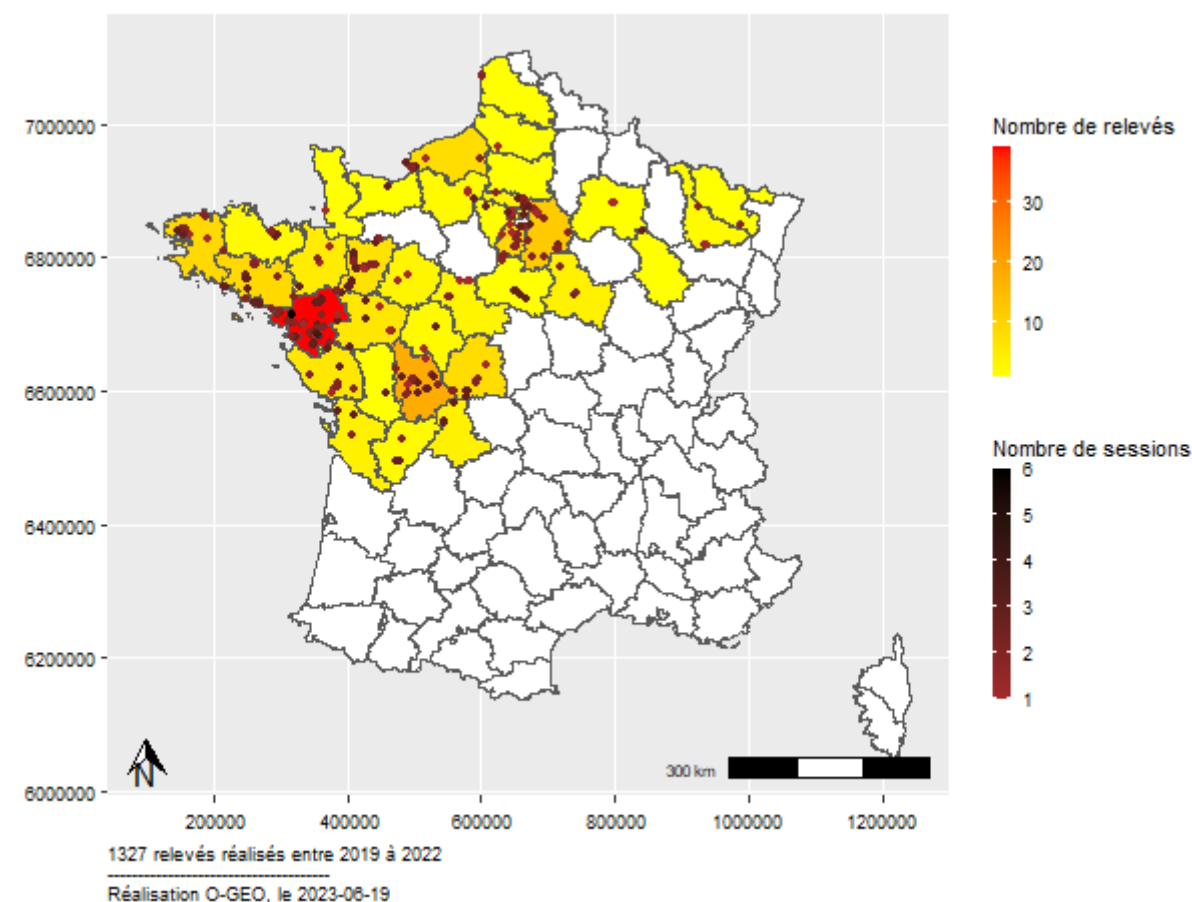 Nombre de relevés
30
20
10
Nombre de sessions
6
5
4
3
2
1
7000000
6800000
6600000
6400000
6200000
6000000
N
300 km
200000 400000 600000 800000 1000000 1200000
1327 relevés réalisés entre 2019 à 2022
-------------------------------------
Réalisation O-GEO, le 2023-06-19